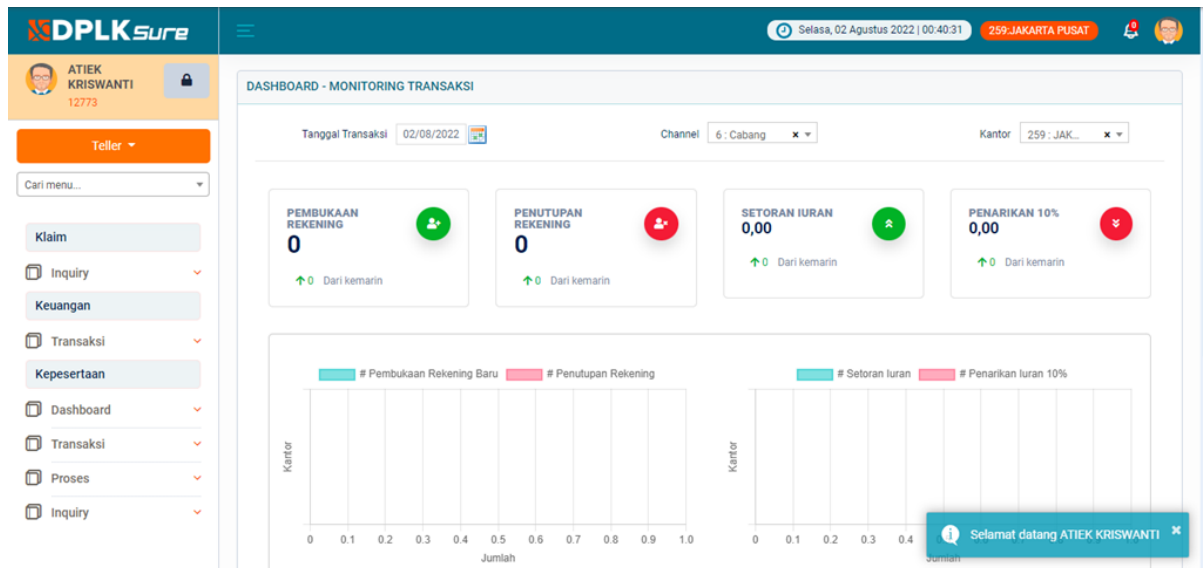 DPLK Sure
Selasa, 02 Agustus 2022 | 00:40:31
259:JAKARTA PUSAT
0
ATIEK
KRISWANTI
12773
Teller
Cari menu...
Klaim
Inquiry
Keuangan
Transaksi
Kepesertaan
Dashboard
Transaksi
Proses
Inquiry
DASHBOARD - MONITORING TRANSAKSI
Tanggal Transaksi 02/08/2022
Channel 6 : Cabang x
Kantor 259 : JAK... x
PEMBUKAAN
REKENING
0
0 Dari kemarin
PENUTUPAN
REKENING
0
0 Dari kemarin
SETORAN IURAN
0,00
0 Dari kemarin
PENARIKAN 10%
0,00
0 Dari kemarin
# Pembukaan Rekening Baru # Penutupan Rekening
Kantor
0 0.1 0.2 0.3 0.4 0.5 0.6 0.7 0.8 0.9 1.0
Jumlah
# Setoran Iuran # Penarikan Iuran 10%
Kantor
0 0.1 0.2 0.3 0.4
Jumlah
Selamat datang ATIEK KRISWANTI ×